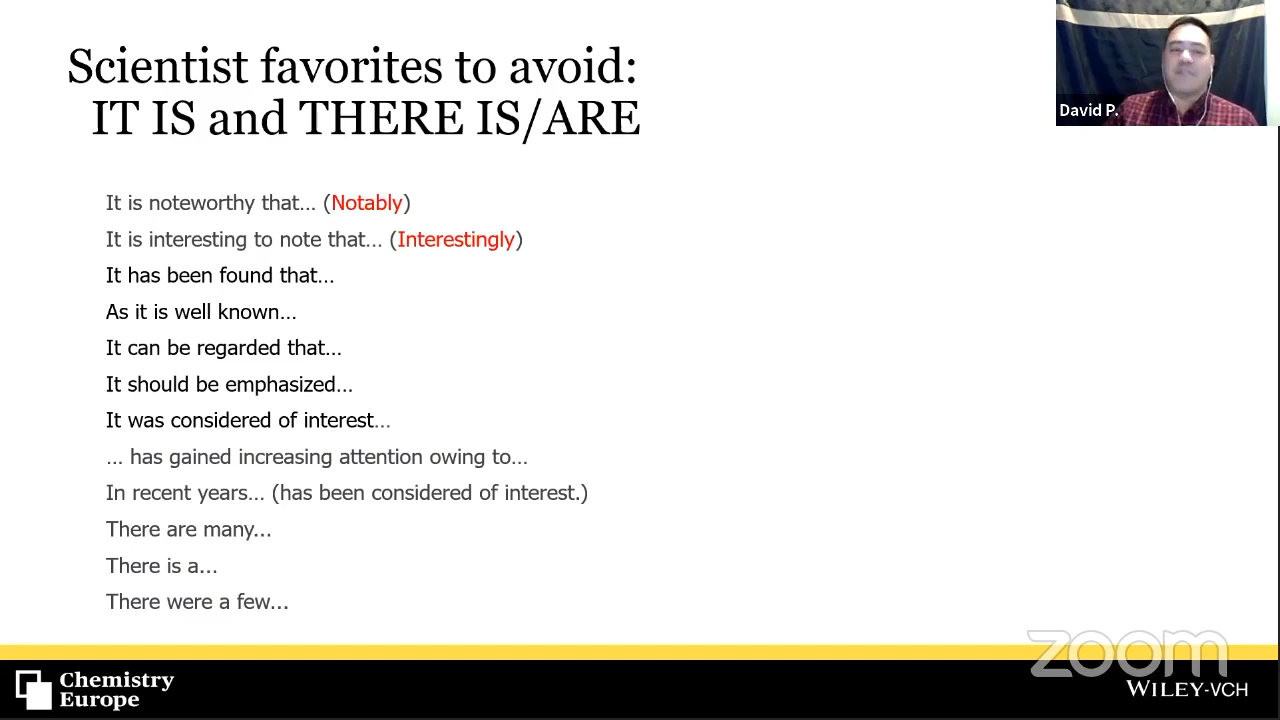 Scientist favorites to avoid:
IT IS and THERE IS/ARE
David P.
It is noteworthy that... (Notably)
It is interesting to note that... (Interestingly)
It has been found that...
As it is well known...
It can be regarded that...
It should be emphasized...
It was considered of interest...
... has gained increasing attention owing to...
In recent years... (has been considered of interest.)
There are many...
There is a...
There were a few...
zoom
Chemistry
Europe
WILEY-VCH